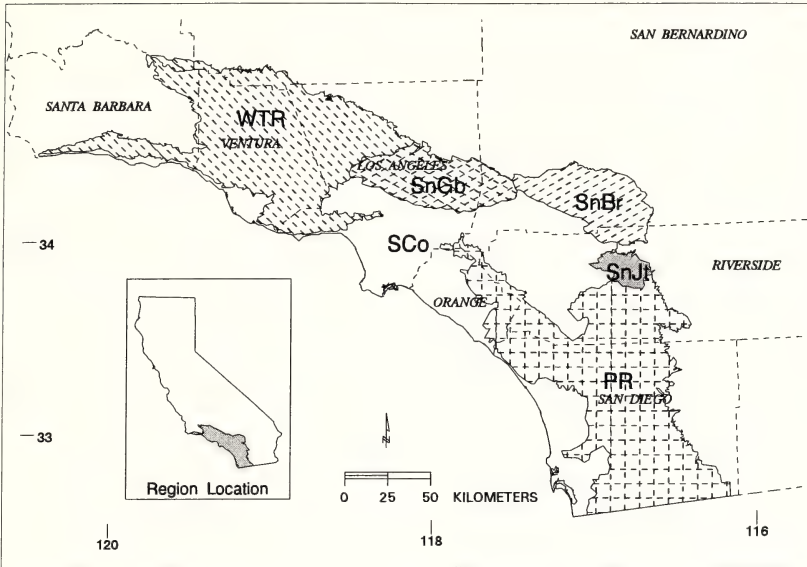 SAN BERNARDINO
SANTA BARBARA
WTR
VENTURA
LOS ANGELES
SnGb
SnBr
34
SCo
SnJt
RIVERSIDE
ORANGE
PR
SAN DIEGO
33
N
Region Location
0 25 50 KILOMETERS
120
118
116